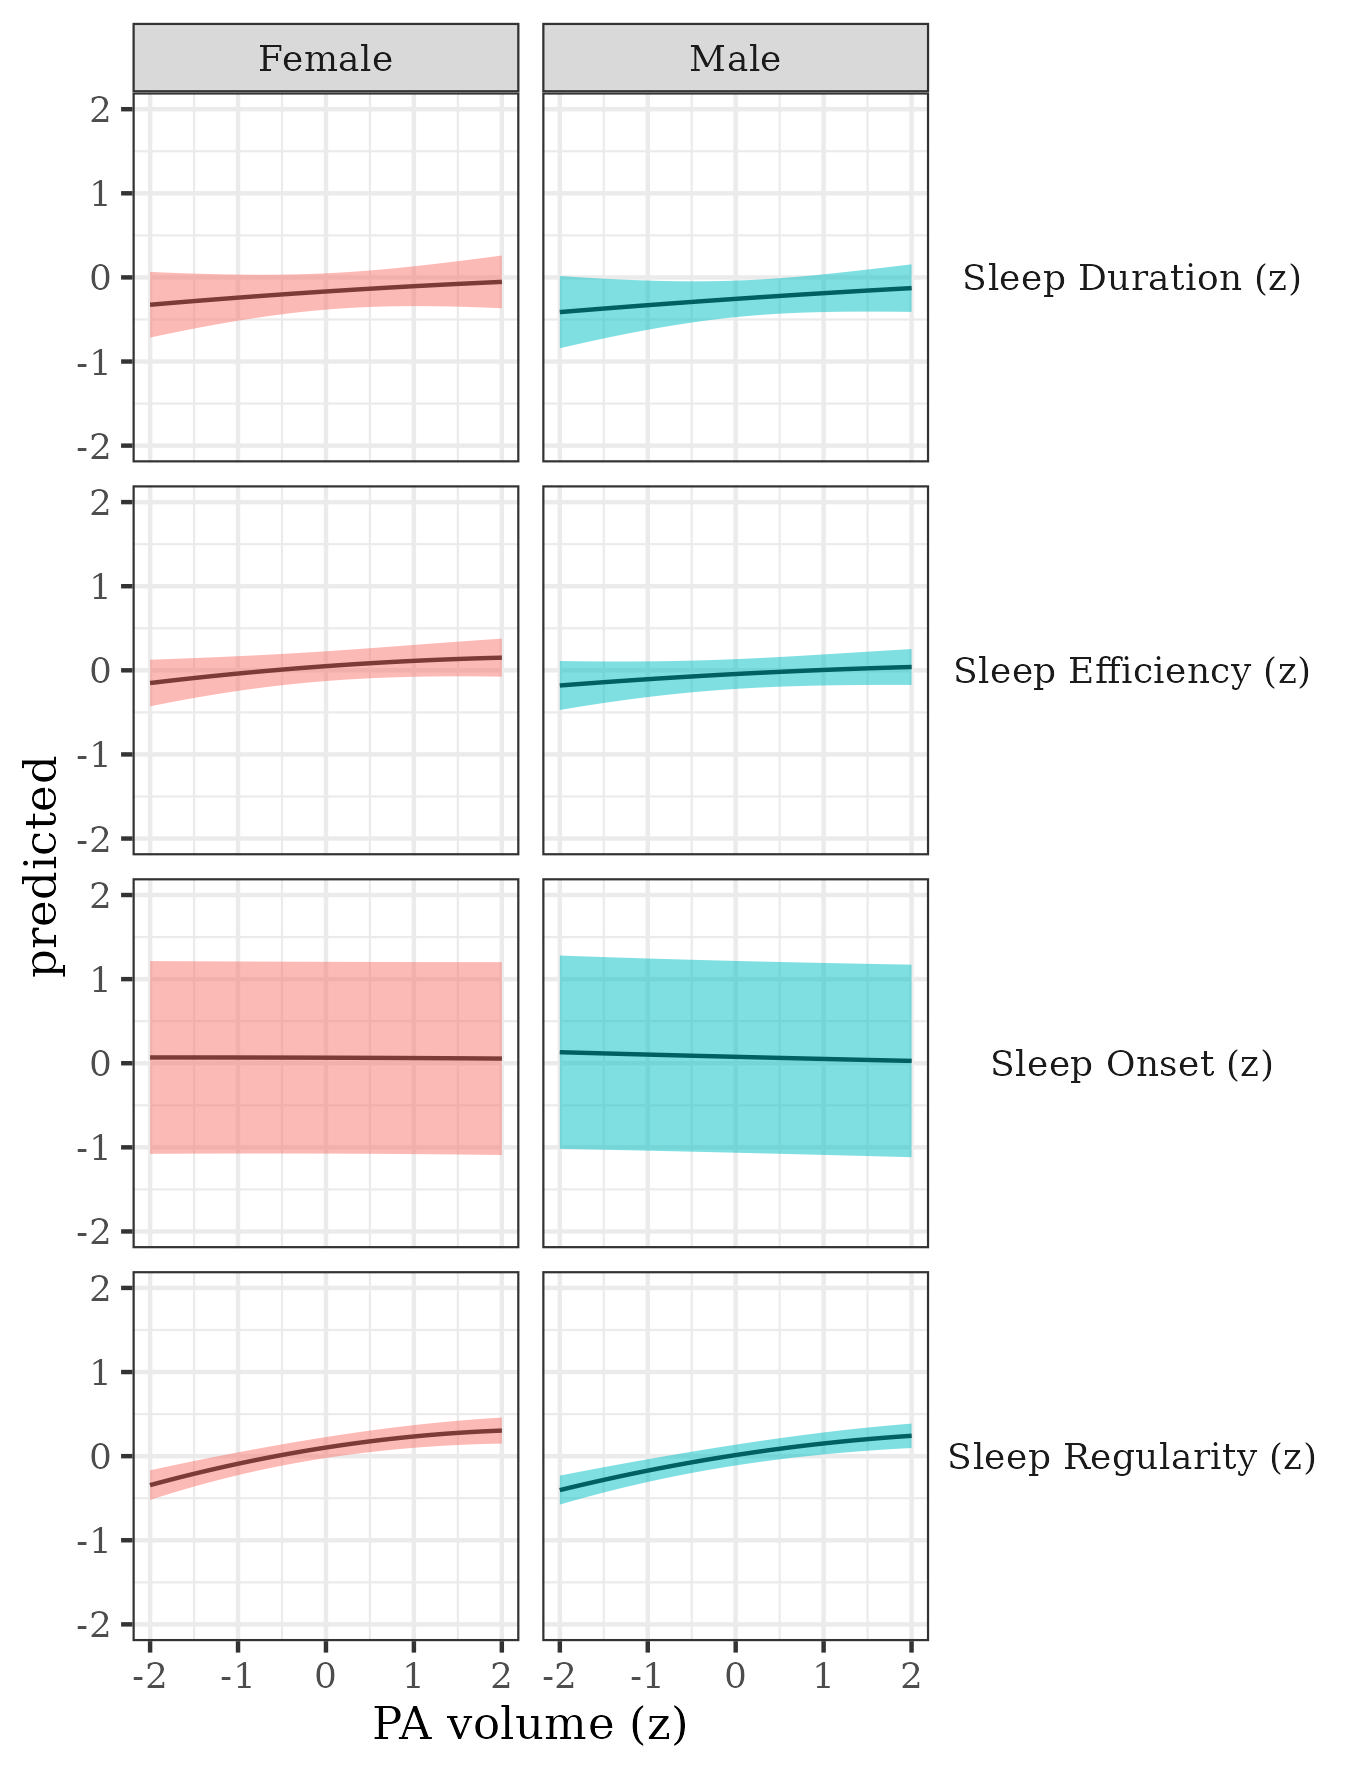 Female Male
2
1
0
-1
-2
Sleep Duration (z)
2
1
0
-1
-2
Sleep Efficiency (z)
2
1
0
-1
-2
Sleep Onset (z)
2
1
0
-1
-2
Sleep Regularity (z)
predicted
-2 -1 0 1 2 -2 -1 0 1 2
PA volume (z)